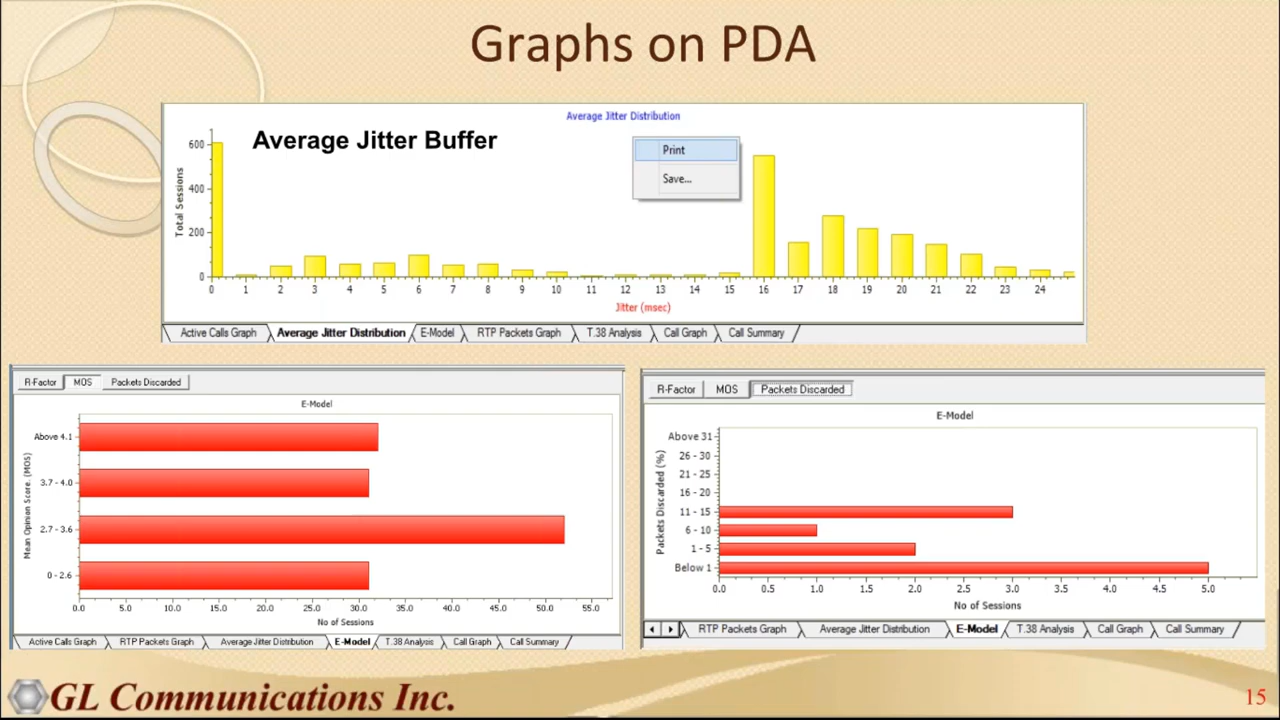 Graphs on PDA
Average Jitter Distribution
Average Jitter Buffer
Print
Save...
Total Sessions
600
400
200
0
0 1 2 3 4 5 6 7 8 9 10 11 12 13 14 15 16 17 18 19 20 21 22 23 24
Jitter (msec)
Active Calls Graph Average Jitter Distribution E-Model RTP Packets Graph T.38 Analysis Call Graph Call Summary
R-Factor MOS Packets Discarded
E-Model
Mean Opinion Score. (MOS)
Above 4.1
3.7 - 4.0
2.7 - 3.6
0 - 2.6
0.0 5.0 10.0 15.0 20.0 25.0 30.0 35.0 40.0 45.0 50.0 55.0
No of Sessions
Active Calls Graph RTP Packets Graph Average Jitter Distribution E-Model T.38 Analysis Call Graph Call Summary
R-Factor MOS Packets Discarded
E-Model
Packets Discarded (%)
Above 31
26 - 30
21 - 25
16 - 20
11 - 15
6 - 10
1 - 5
Below 1
0.0 0.5 1.0 1.5 2.0 2.5 3.0 3.5 4.0 4.5 5.0
No of Sessions
RTP Packets Graph Average Jitter Distribution E-Model T.38 Analysis Call Graph Call Summary
GL Communications Inc.
15